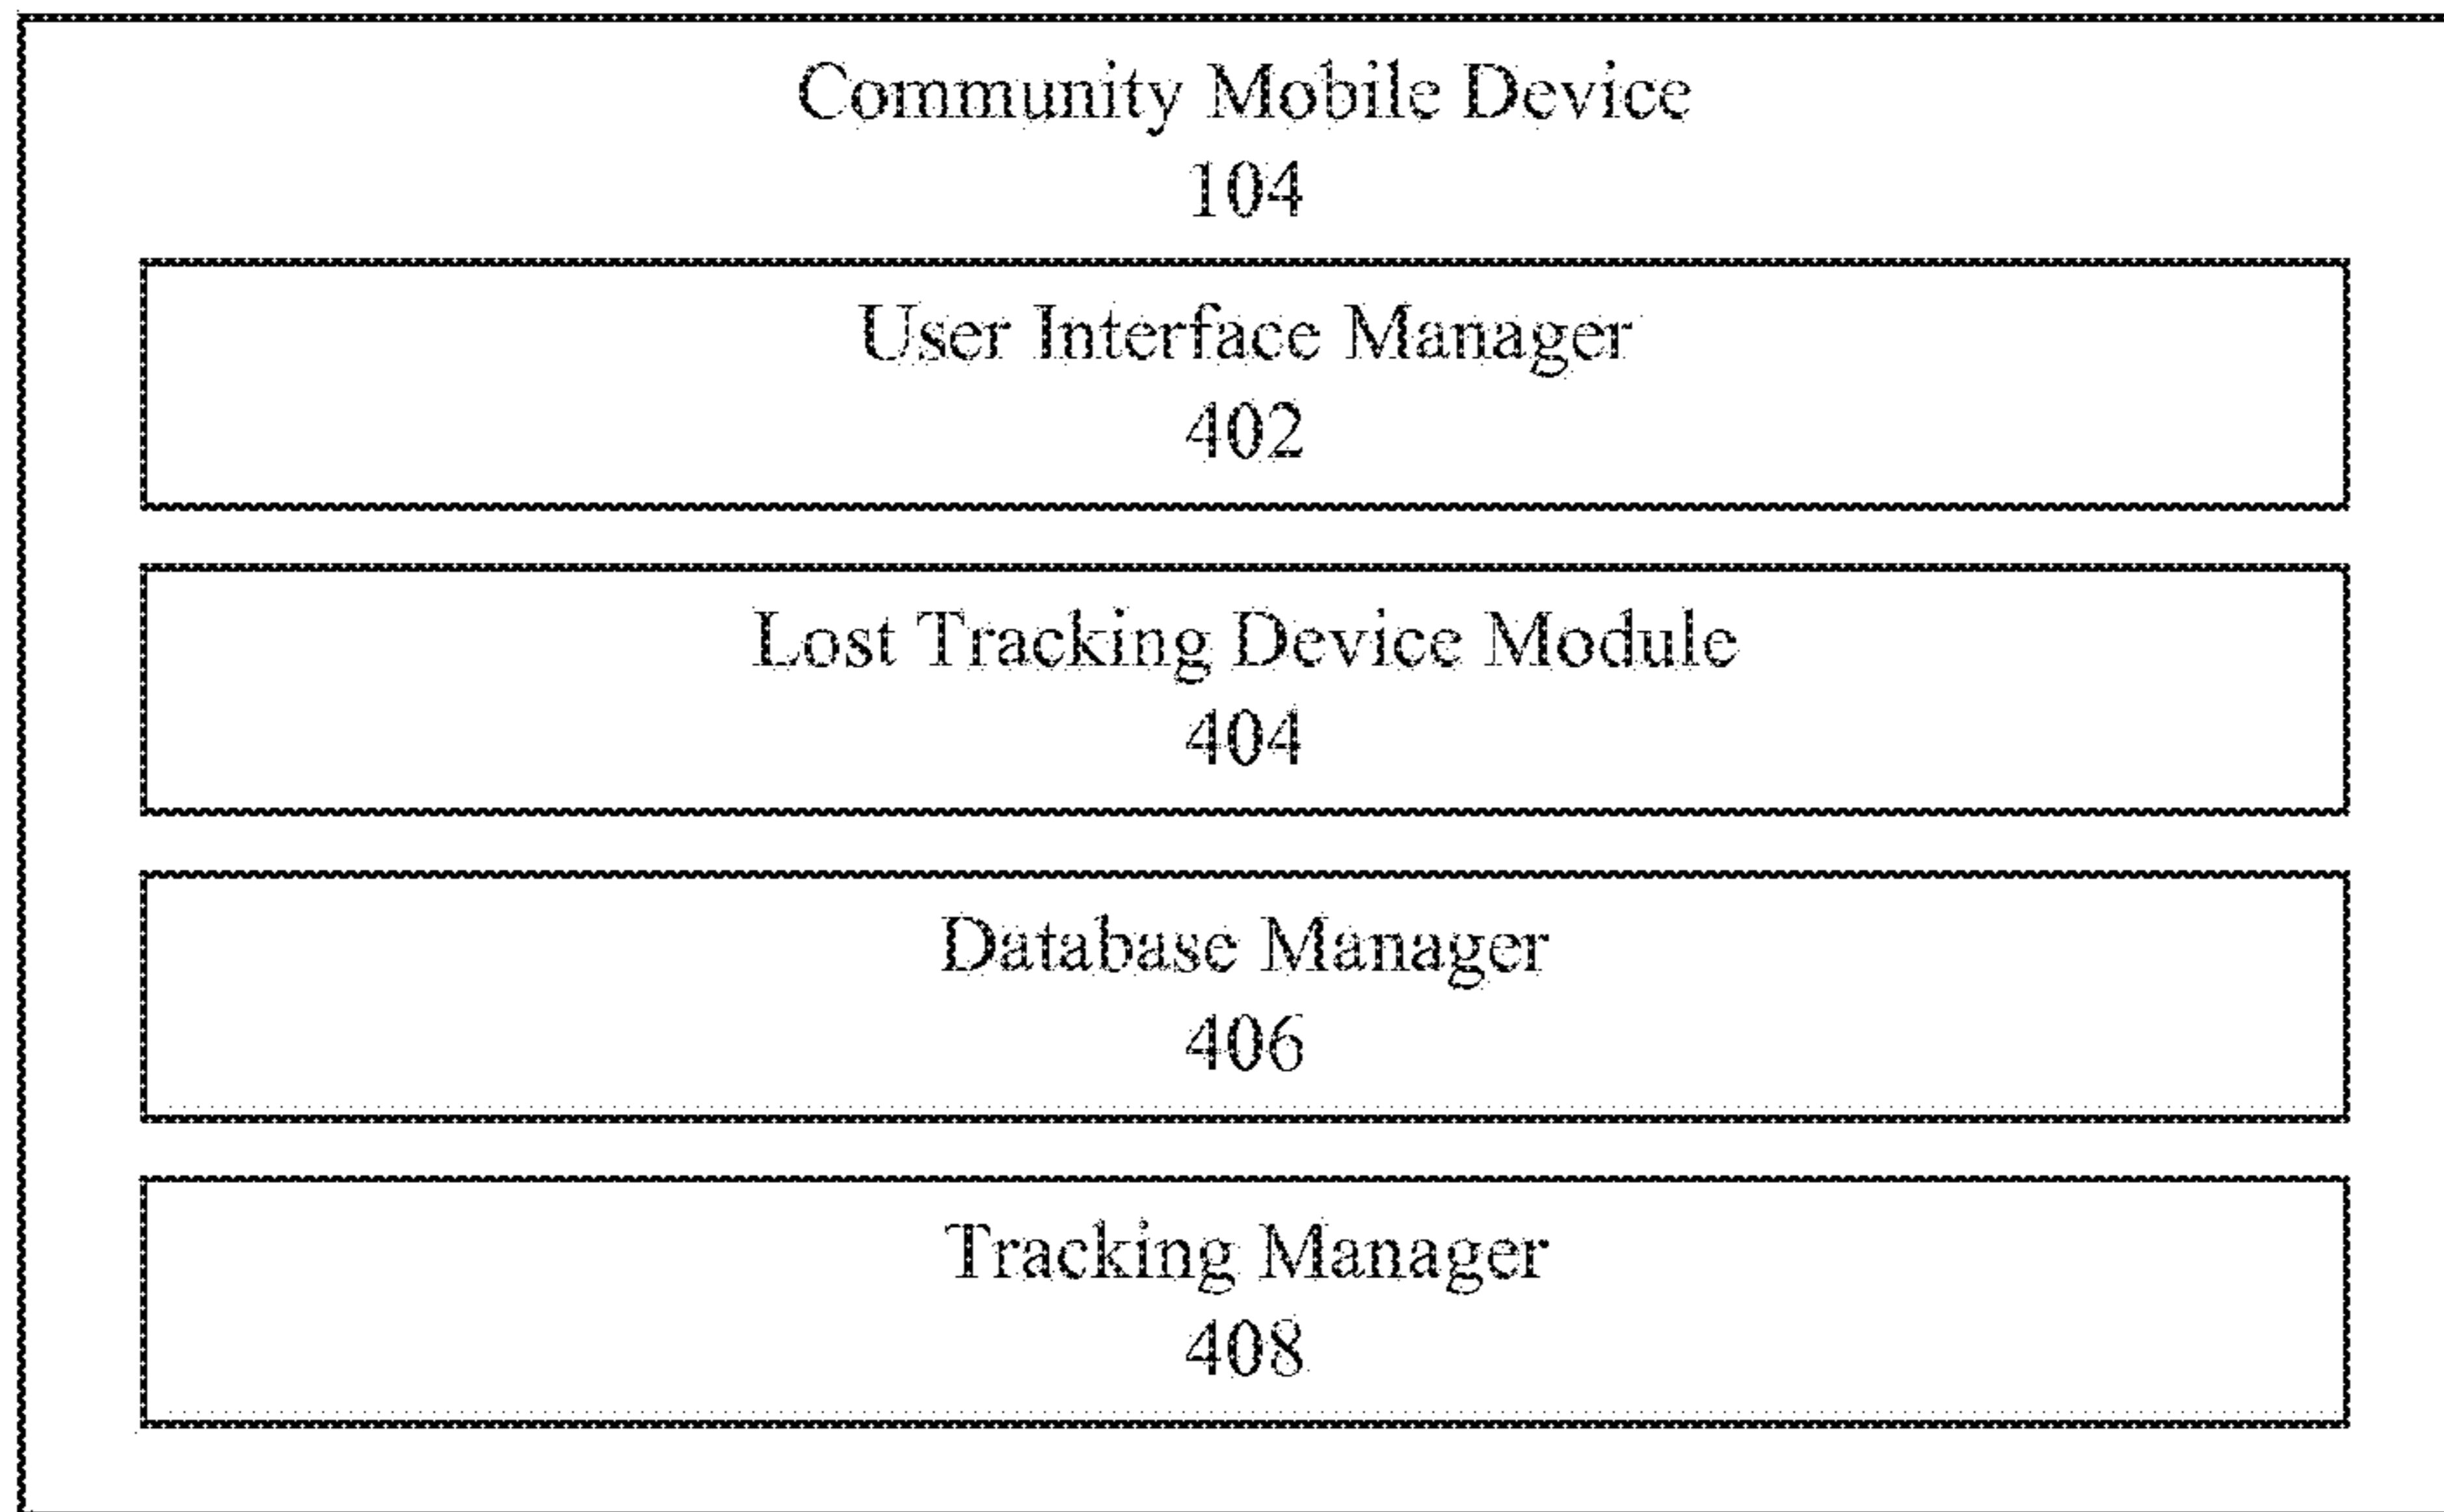 Community Mobile Device
104
User Interface Manager
402
Lost Tracking Device Module
404
Database Manager
406
Tracking Manager
408